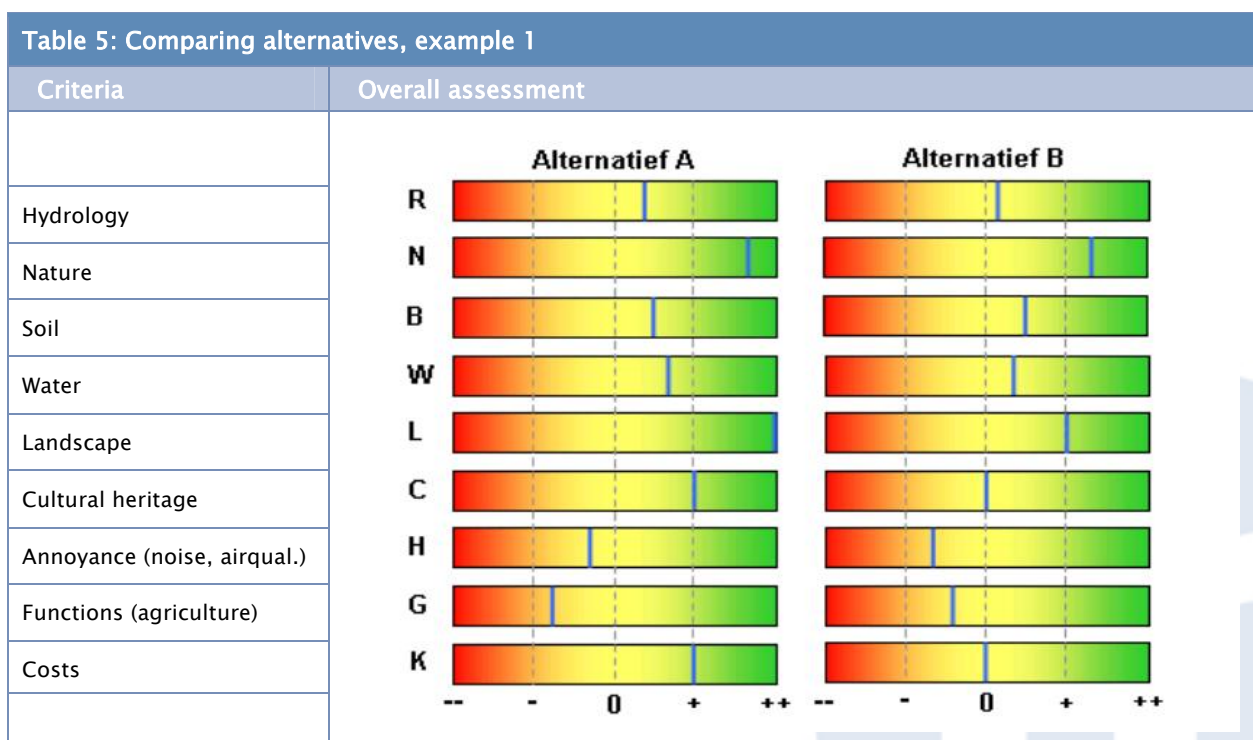 Table 5: Comparing alternatives, example 1
Criteria
Overall assessment
Alternatief A
Alternatief B
Hydrology
R
Nature
N
Soil
B
Water
W
Landscape
L
Cultural heritage
C
Annoyance (noise, airqual.)
H
Functions (agriculture)
G
Costs
K
-- - 0 + ++
-- - 0 + ++